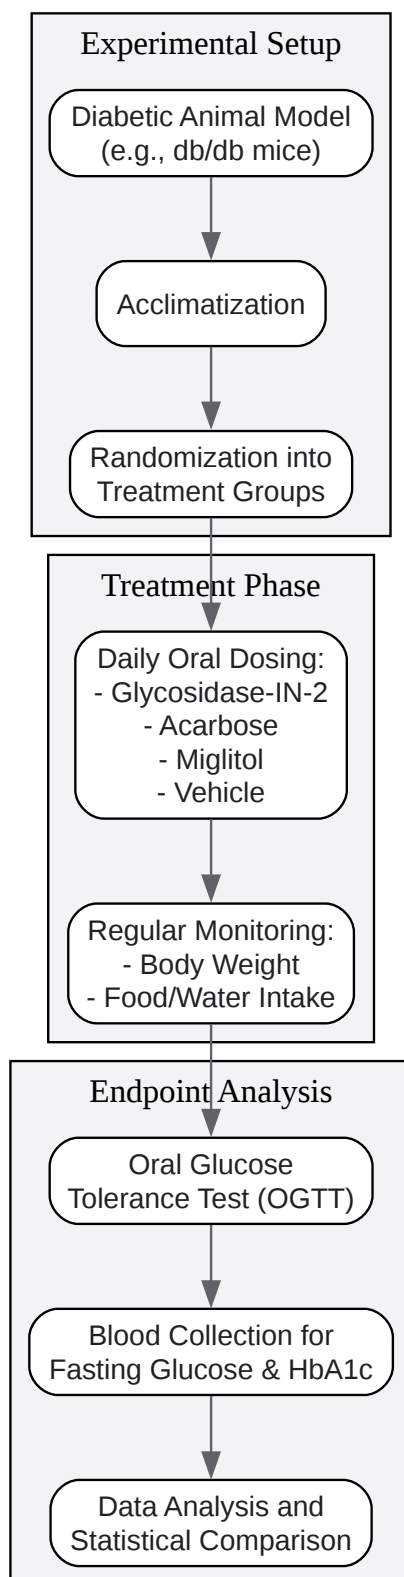 Experimental Setup
Diabetic Animal Model
(e.g., db/db mice)
Acclimatization
Randomization into
Treatment Groups
Treatment Phase
Daily Oral Dosing:
- Glycosidase-IN-2
- Acarbose
- Miglitol
- Vehicle
Regular Monitoring:
- Body Weight
- Food/Water Intake
Endpoint Analysis
Oral Glucose
Tolerance Test (OGTT)
Blood Collection for
Fasting Glucose & HbA1c
Data Analysis and
Statistical Comparison